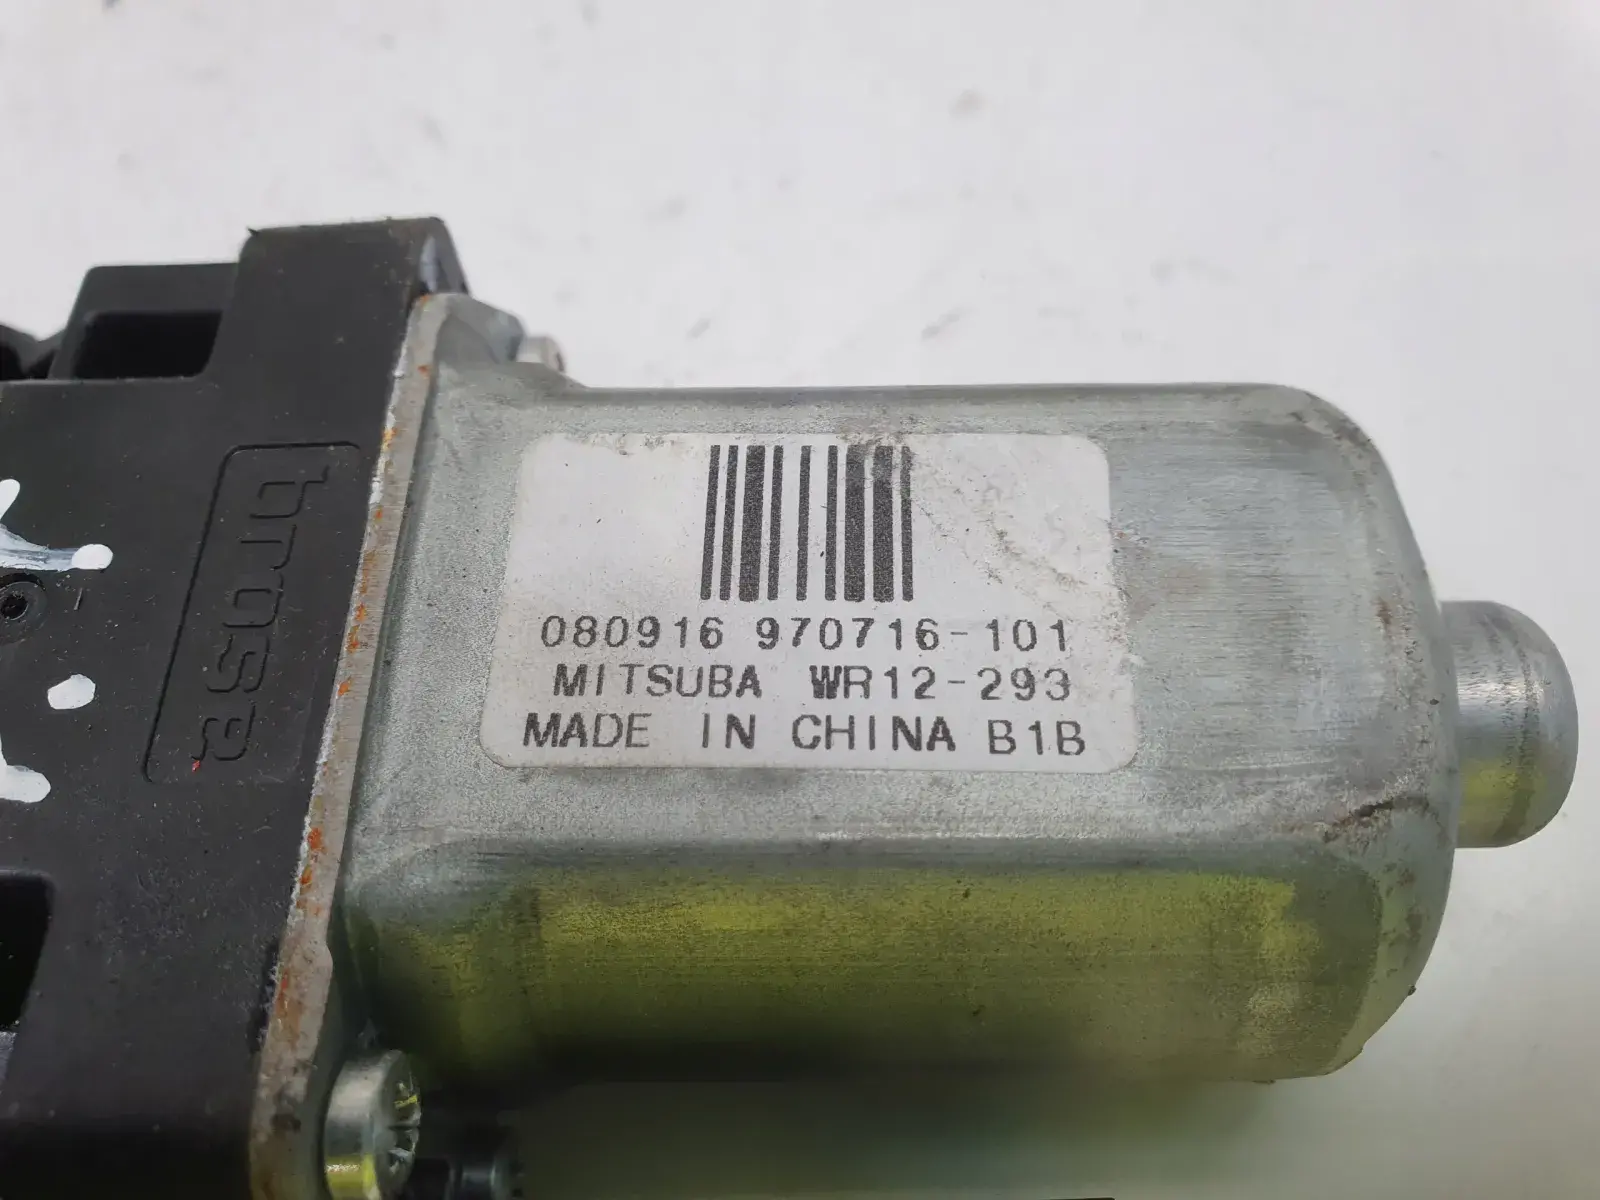 brose
080916 970716-101
MITSUBA WR12-293
MADE IN CHINA B1B